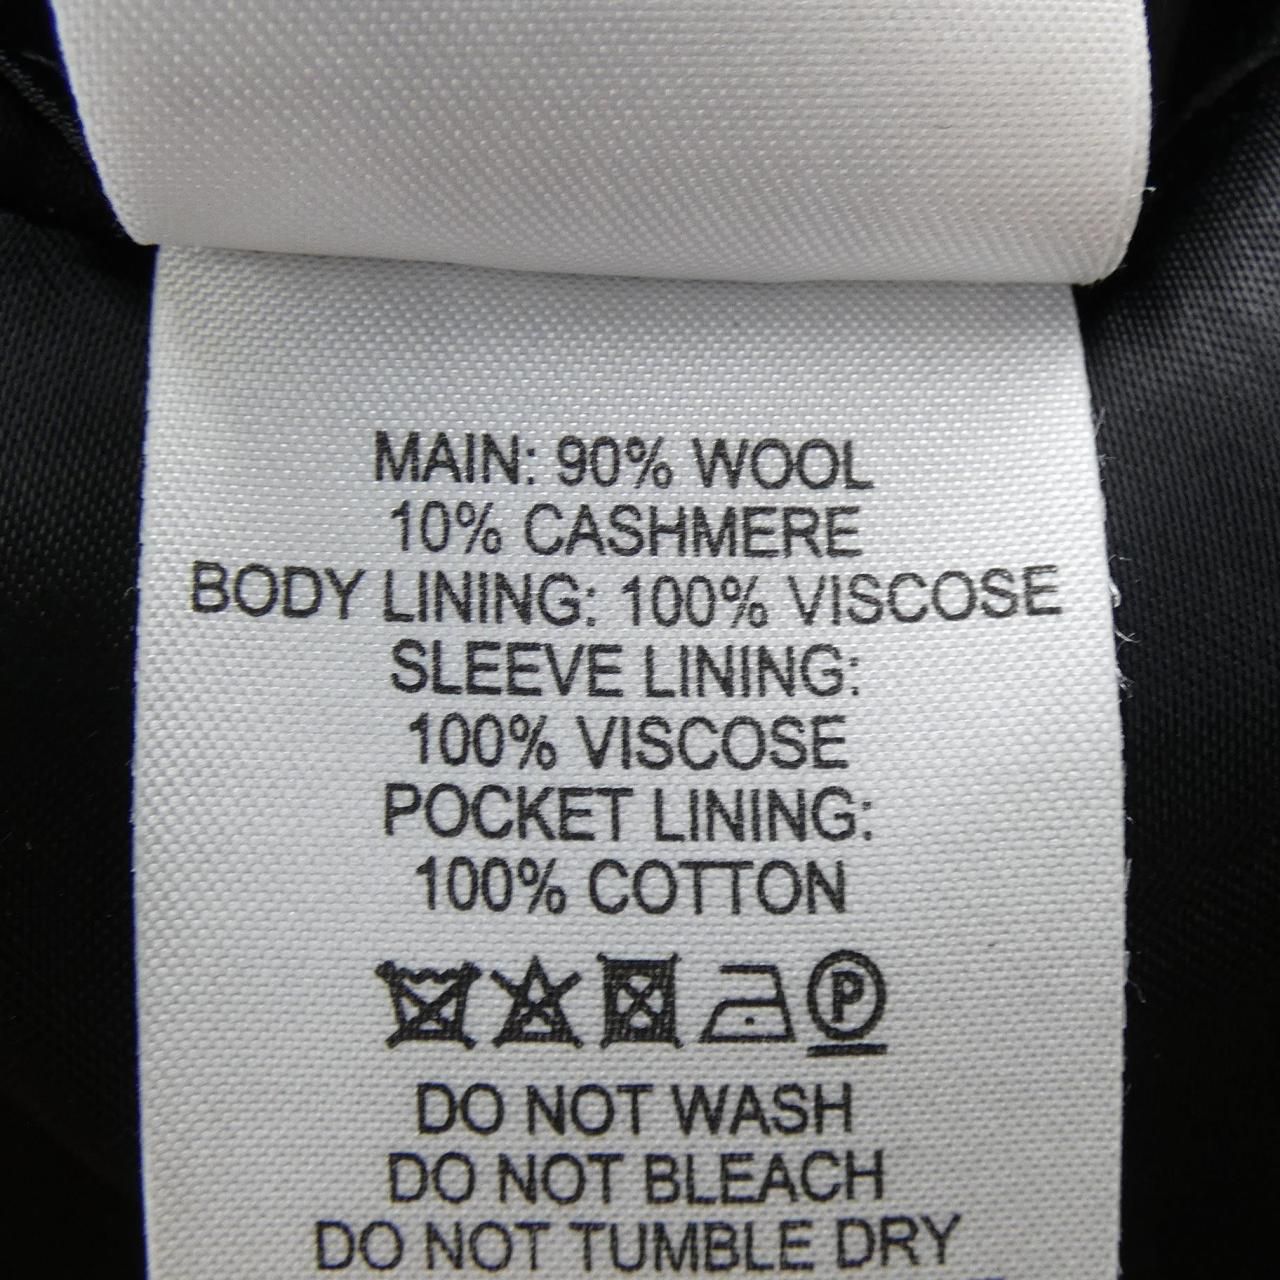 MAIN: 90% WOOL
10% CASHMERE
BODY LINING: 100% VISCOSE
SLEEVE LINING:
100% VISCOSE
POCKET LINING:
100% COTTON
P
DO NOT WASH
DO NOT BLEACH
DO NOT TUMBLE DRY